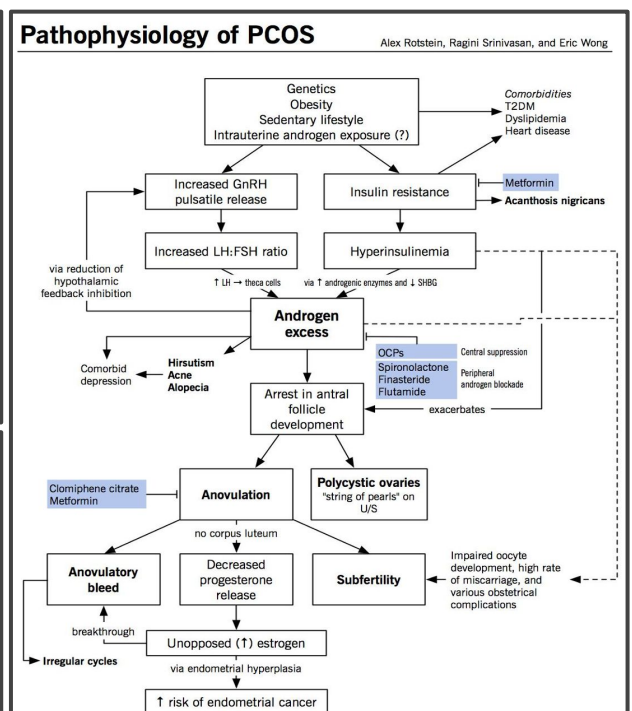 Pathophysiology of PCOS
Alex Rotstein, Ragini Srinivasan, and Eric Wong
Genetics
Obesity
Sedentary lifestyle
Intrauterine androgen exposure (?)
Comorbidities
T2DM
Dyslipidemia
Heart disease
Increased GnRH
pulsatile release
Insulin resistance
Metformin
Acanthosis nigricans
Increased LH:FSH ratio
Hyperinsulinemia
via reduction of
hypothalamic
feedback inhibition
↑ LH → theca cells
via ↑ androgenic enzymes and ↓ SHBG
Androgen
excess
OCPs
Central suppression
Spironolactone
Finasteride
Flutamide
Peripheral
androgen blockade
Comorbid
depression
Hirsutism
Acne
Alopecia
Arrest in antral
follicle
development
exacerbates
Clomiphene citrate
Metformin
Anovulation
Polycystic ovaries
"string of pearls" on
U/S
no corpus luteum
Anovulatory
bleed
Decreased
progesterone
release
Subfertility
Impaired oocyte
development, high rate
of miscarriage, and
various obstetrical
complications
breakthrough
Unopposed (↑) estrogen
Irregular cycles
via endometrial hyperplasia
↑ risk of endometrial cancer